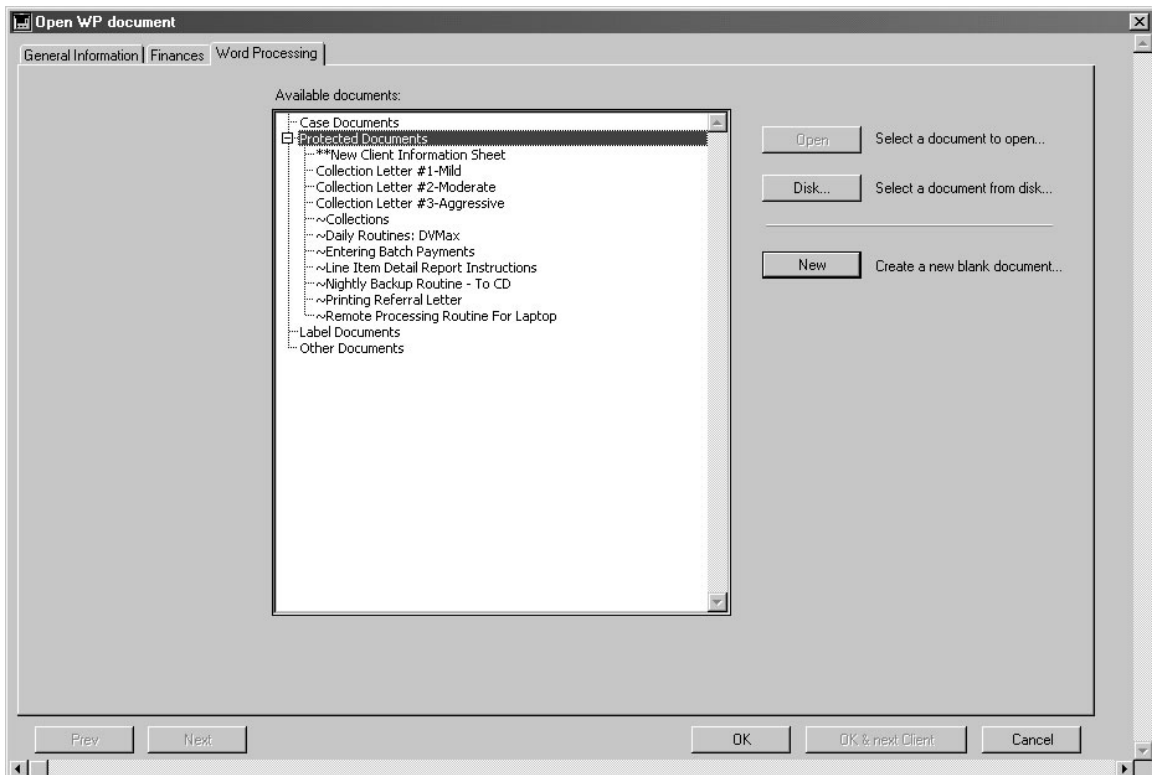 Open WP document
General Information Finances Word Processing
Available documents:
Case Documents
Protected Documents
**New Client Information Sheet
Collection Letter #1-Mild
Collection Letter #2-Moderate
Collection Letter #3-Aggressive
~Collections
~Daily Routines: DVMax
~Entering Batch Payments
~Line Item Detail Report Instructions
~Nightly Backup Routine - To CD
~Printing Referral Letter
~Remote Processing Routine For Laptop
Label Documents
Other Documents
Open Select a document to open...
Disk... Select a document from disk...
New Create a new blank document...
Prev Next OK OK & next Client Cancel